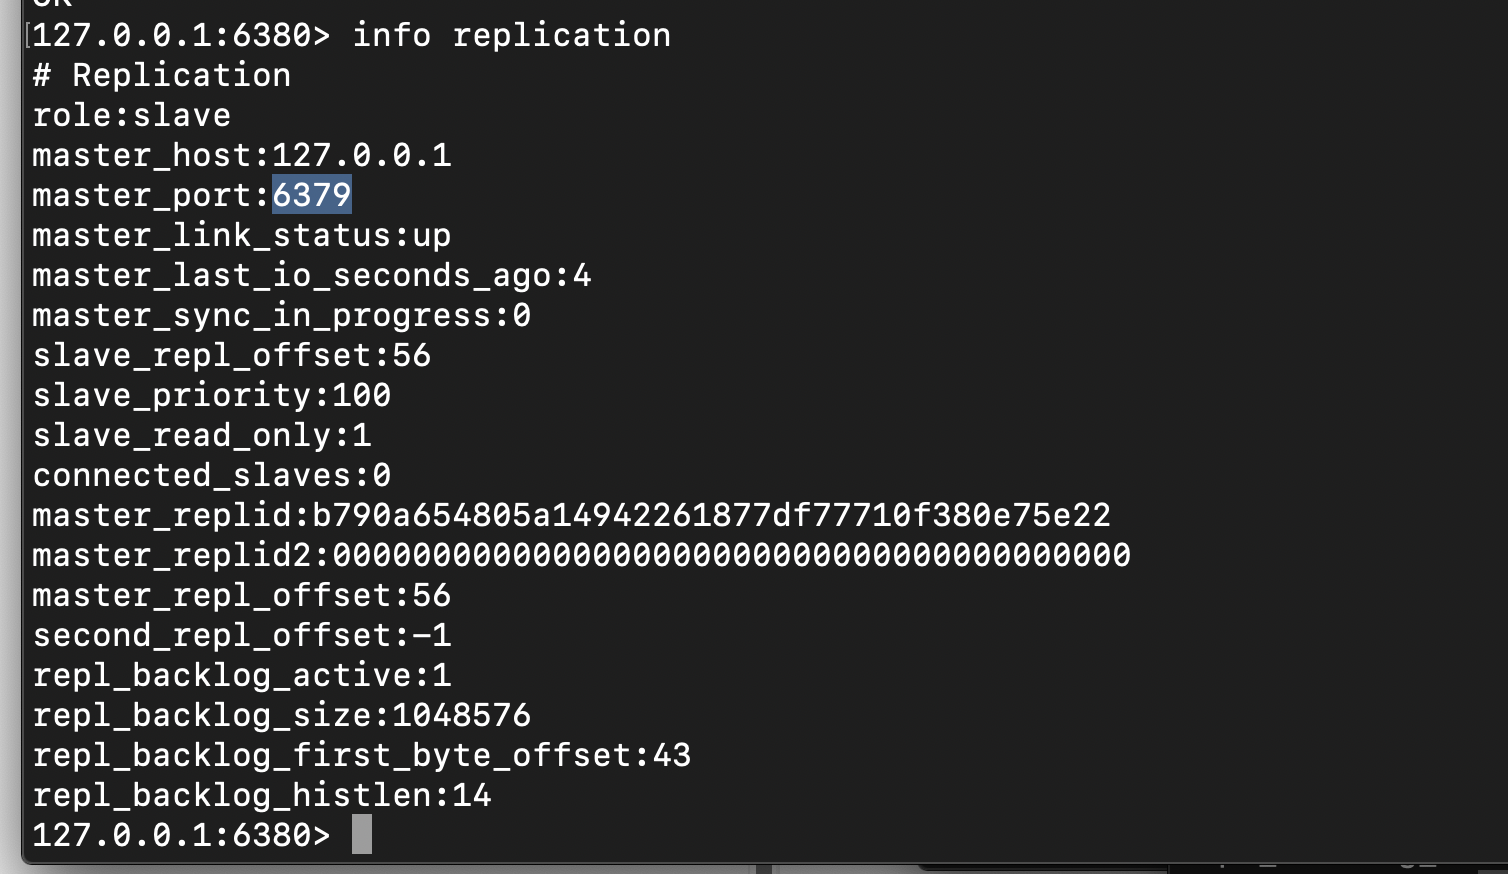 OK
127.0.0.1:6380> info replication
# Replication
role:slave
master_host:127.0.0.1
master_port:6379
master_link_status:up
master_last_io_seconds_ago:4
master_sync_in_progress:0
slave_repl_offset:56
slave_priority:100
slave_read_only:1
connected_slaves:0
master_replid:b790a654805a14942261877df77710f380e75e22
master_replid2:0000000000000000000000000000000000000000
master_repl_offset:56
second_repl_offset:-1
repl_backlog_active:1
repl_backlog_size:1048576
repl_backlog_first_byte_offset:43
repl_backlog_histlen:14
127.0.0.1:6380>